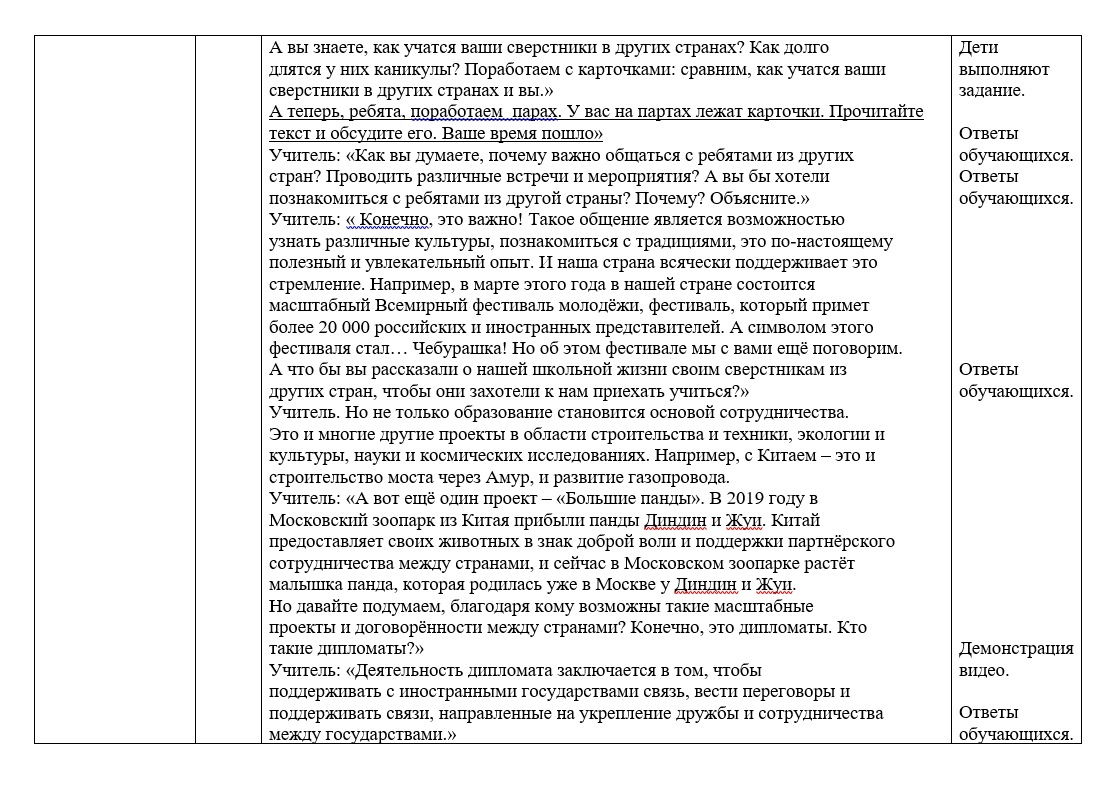 А вы знаете, как учатся ваши сверстники в других странах? Как долго
длятся у них каникулы? Поработаем с карточками: сравним, как учатся ваши
сверстники в других странах и вы.»
А теперь, ребята, поработаем  парах. У вас на партах лежат карточки. Прочитайте
текст и обсудите его. Ваше время пошло»
Учитель: «Как вы думаете, почему важно общаться с ребятами из других
стран? Проводить различные встречи и мероприятия? А вы бы хотели
познакомиться с ребятами из другой страны? Почему? Объясните.»
Учитель: « Конечно, это важно! Такое общение является возможностью
узнать различные культуры, познакомиться с традициями, это по-настоящему
полезный и увлекательный опыт. И наша страна всячески поддерживает это
стремление. Например, в марте этого года в нашей стране состоится
масштабный Всемирный фестиваль молодёжи, фестиваль, который примет
более 20 000 российских и иностранных представителей. А символом этого
фестиваля стал… Чебурашка! Но об этом фестивале мы с вами ещё поговорим.
А что бы вы рассказали о нашей школьной жизни своим сверстникам из
других стран, чтобы они захотели к нам приехать учиться?»
Учитель. Но не только образование становится основой сотрудничества.
Это и многие другие проекты в области строительства и техники, экологии и
культуры, науки и космических исследованиях. Например, с Китаем – это и
строительство моста через Амур, и развитие газопровода.
Учитель: «А вот ещё один проект – «Большие панды». В 2019 году в
Московский зоопарк из Китая прибыли панды Диндин и Жуи. Китай
предоставляет своих животных в знак доброй воли и поддержки партнёрского
сотрудничества между странами, и сейчас в Московском зоопарке растёт
малышка панда, которая родилась уже в Москве у Диндин и Жуи.
Но давайте подумаем, благодаря кому возможны такие масштабные
проекты и договорённости между странами? Конечно, это дипломаты. Кто
такие дипломаты?»
Учитель: «Деятельность дипломата заключается в том, чтобы
поддерживать с иностранными государствами связь, вести переговоры и
поддерживать связи, направленные на укрепление дружбы и сотрудничества
между государствами.»
Дети
выполняют
задание.
Ответы
обучающихся.
Ответы
обучающихся.
Ответы
обучающихся.
Демонстрация
видео.
Ответы
обучающихся.